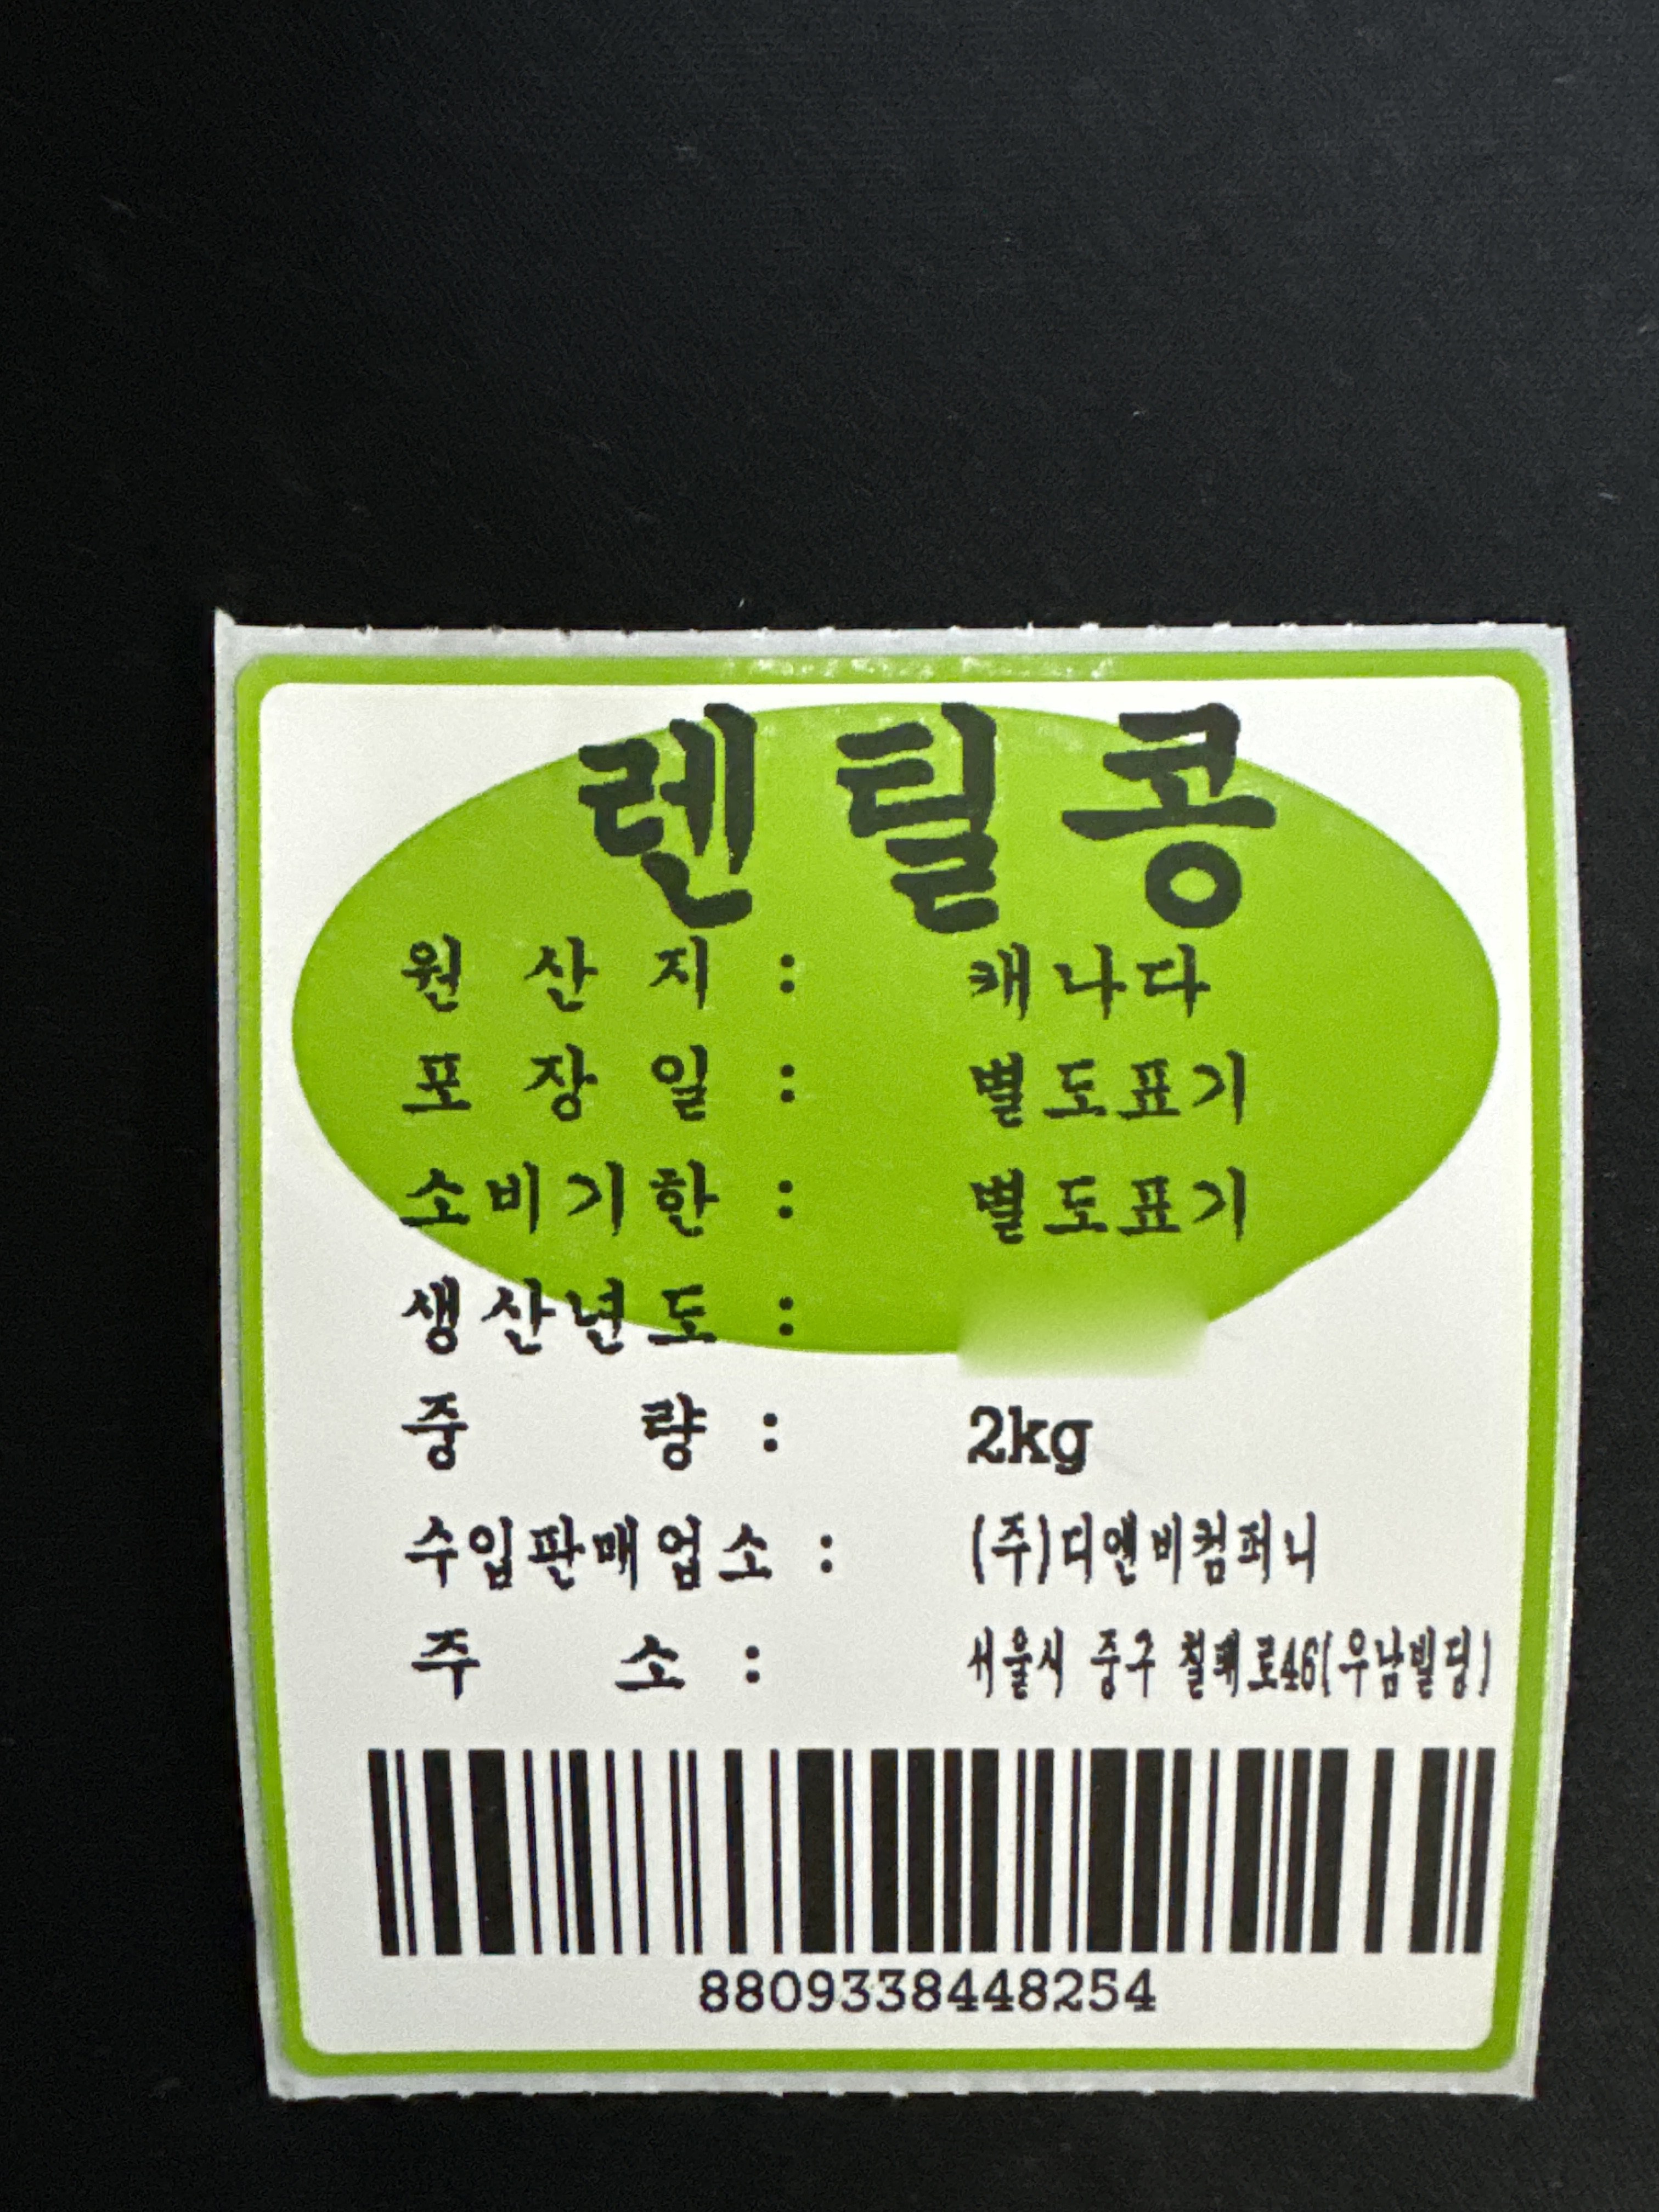 렌틸콩
원산지 : 캐나다
포장일 : 별도표기
소비기한 : 별도표기
생산년도 :
중량 : 2kg
수입판매업소 : (주)디앤비컴퍼니
주소 : 서울시 중구 칠패로46(우남빌딩)
8809338448254